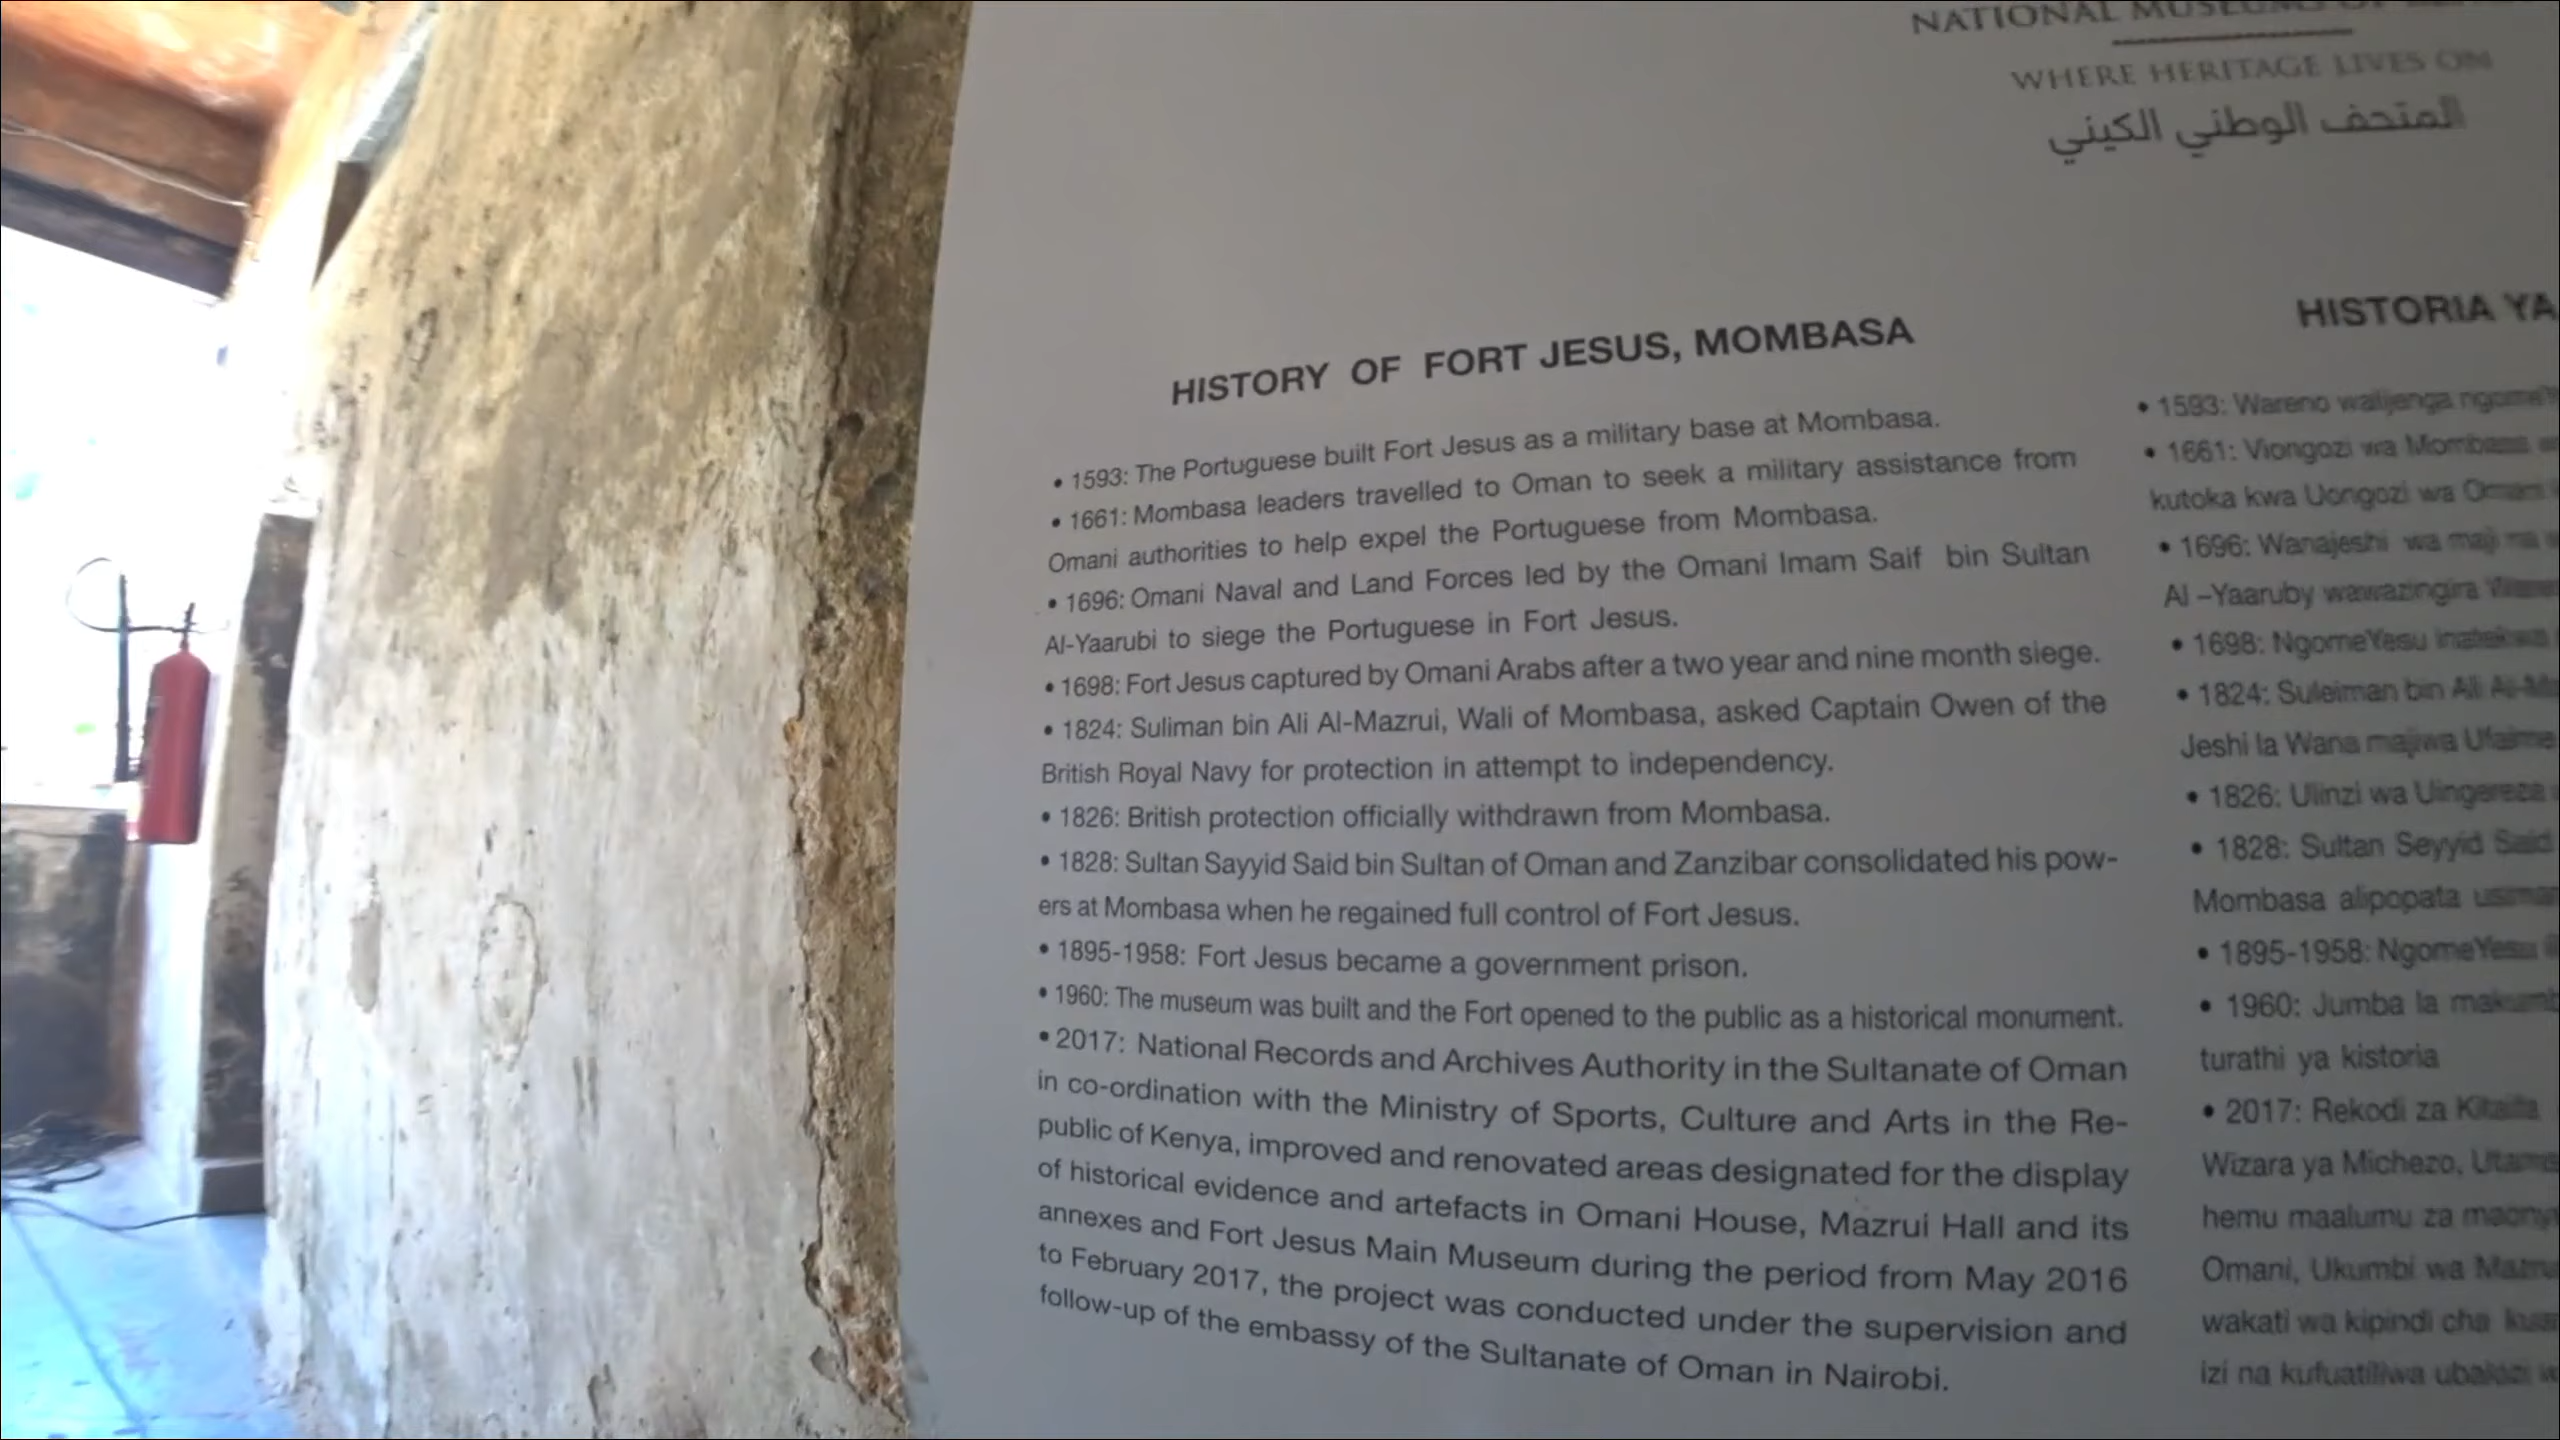 NATIONAL MUSEUMS OF
WHERE HERITAGE LIVES ON
المتحف الوطني الكيني
HISTORY OF FORT JESUS, MOMBASA
• 1593: The Portuguese built Fort Jesus as a military base at Mombasa.
• 1661: Mombasa leaders travelled to Oman to seek a military assistance from
Omani authorities to help expel the Portuguese from Mombasa.
• 1696: Omani Naval and Land Forces led by the Omani Imam Saif bin Sultan
Al-Yaarubi to siege the Portuguese in Fort Jesus.
• 1698: Fort Jesus captured by Omani Arabs after a two year and nine month siege.
• 1824: Suliman bin Ali Al-Mazrui, Wali of Mombasa, asked Captain Owen of the
British Royal Navy for protection in attempt to independency.
• 1826: British protection officially withdrawn from Mombasa.
• 1828: Sultan Sayyid Said bin Sultan of Oman and Zanzibar consolidated his pow-
ers at Mombasa when he regained full control of Fort Jesus.
• 1895-1958: Fort Jesus became a government prison.
• 1960: The museum was built and the Fort opened to the public as a historical monument.
• 2017: National Records and Archives Authority in the Sultanate of Oman
in co-ordination with the Ministry of Sports, Culture and Arts in the Re-
public of Kenya, improved and renovated areas designated for the display
of historical evidence and artefacts in Omani House, Mazrui Hall and its
annexes and Fort Jesus Main Museum during the period from May 2016
to February 2017, the project was conducted under the supervision and
follow-up of the embassy of the Sultanate of Oman in Nairobi.
HISTORIA YA
• 1593: Wareno walijenga
• 1661: Viongozi wa Mombasa
kutoka kwa Uongozi wa Omani
• 1696: Wanajeshi wa maji na
Al –Yaaruby wawazingira
• 1698: NgomeYesu inatekwa
• 1824: Suleiman bin Ali
Jeshi la Wana majiwa
• 1826: Ulinzi wa Uingereza
• 1828: Sultan Seyyid Said
Mombasa alipopata
• 1895-1958: NgomeYesu
• 1960: Jumba la
turathi ya kistoria
• 2017: Rekodi za
Wizara ya Michezo,
hemu maalumu za
Omani, Ukumbi wa
wakati wa kipindi cha
izi na kufuatiliwa